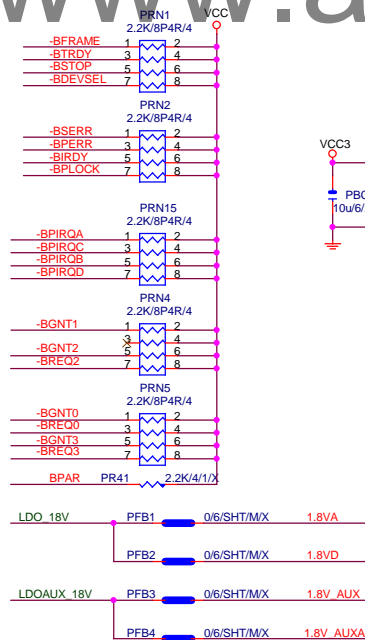 www.a
PRN1 VCC
2.2K/8P4R/4
-BFRAME 1 2
-BTRDY 3 4
-BSTOP 5 6
-BDEVSEL 7 8
PRN2
2.2K/8P4R/4
-BSERR 1 2
-BPERR 3 4
-BIRDY 5 6
-BPLOCK 7 8
VCC3
10u/6/
PRN15
2.2K/8P4R/4
-BPIRQA 1 2
-BPIRQC 3 4
-BPIRQB 5 6
-BPIRQD 7 8
PRN4
2.2K/8P4R/4
-BGNT1 1 2
3 4
-BGNT2 5 6
-BREQ2 7 8
PRN5
2.2K/8P4R/4
-BGNT0 1 2
-BREQ0 3 4
-BGNT3 5 6
-BREQ3 7 8
BPAR PR41 2.2K/4/1/X
LDO_18V PFB1 0/6/SHT/M/X 1.8VA
PFB2 0/6/SHT/M/X 1.8VD
LDOAUX_18V PFB3 0/6/SHT/M/X 1.8V_AUX
PFB4 0/6/SHT/M/X 1.8V_AUXA